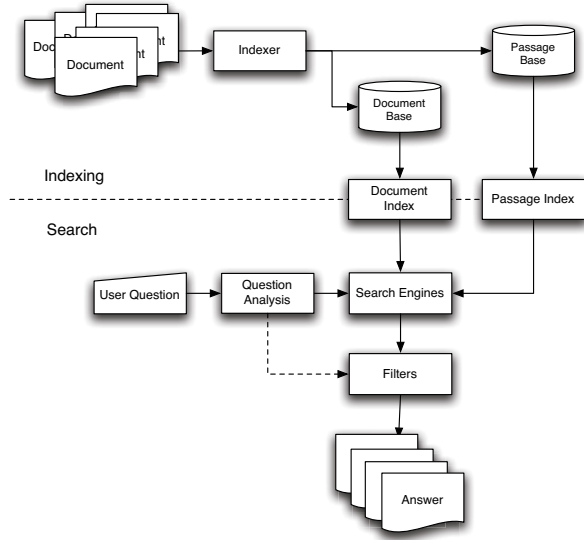 Document
Indexer
Passage
Base
Document
Base
Indexing
Document
Index
Passage Index
Search
User Question
Question
Analysis
Search Engines
Filters
Answer